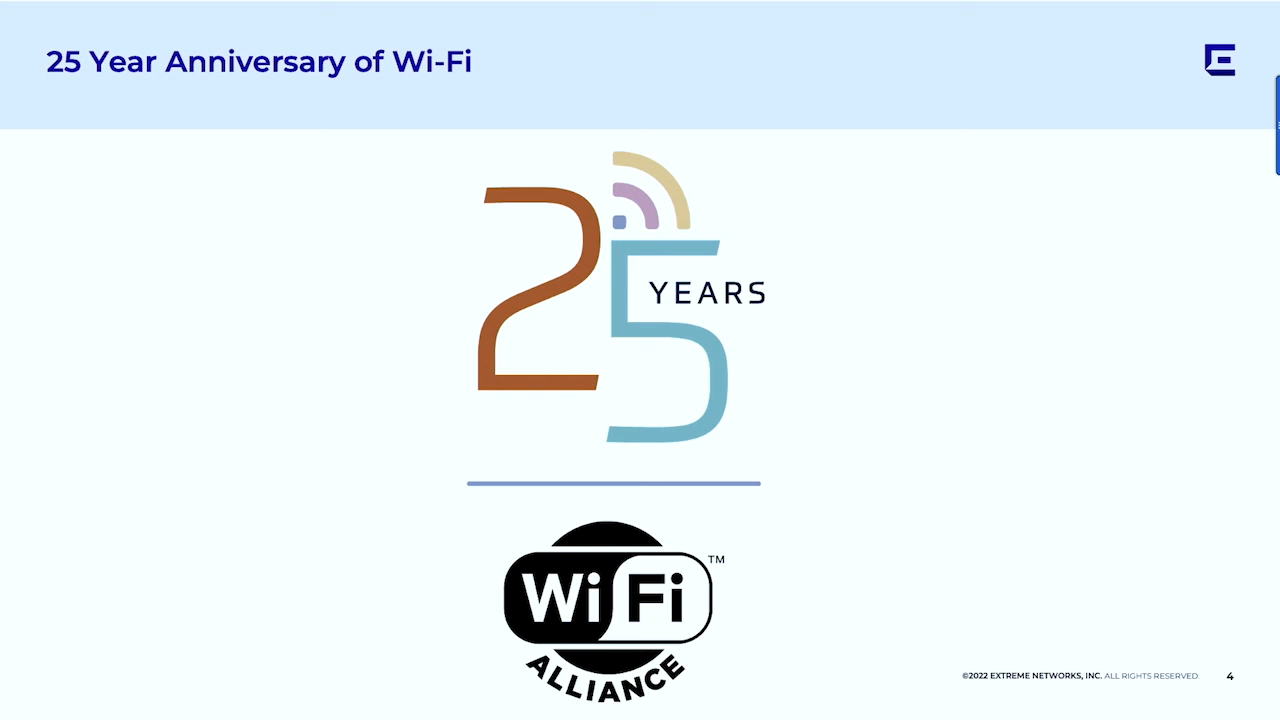 25 Year Anniversary of Wi-Fi
25
YEARS
Wi Fi ™
ALLIANCE
©2022 EXTREME NETWORKS, INC. ALL RIGHTS RESERVED
4